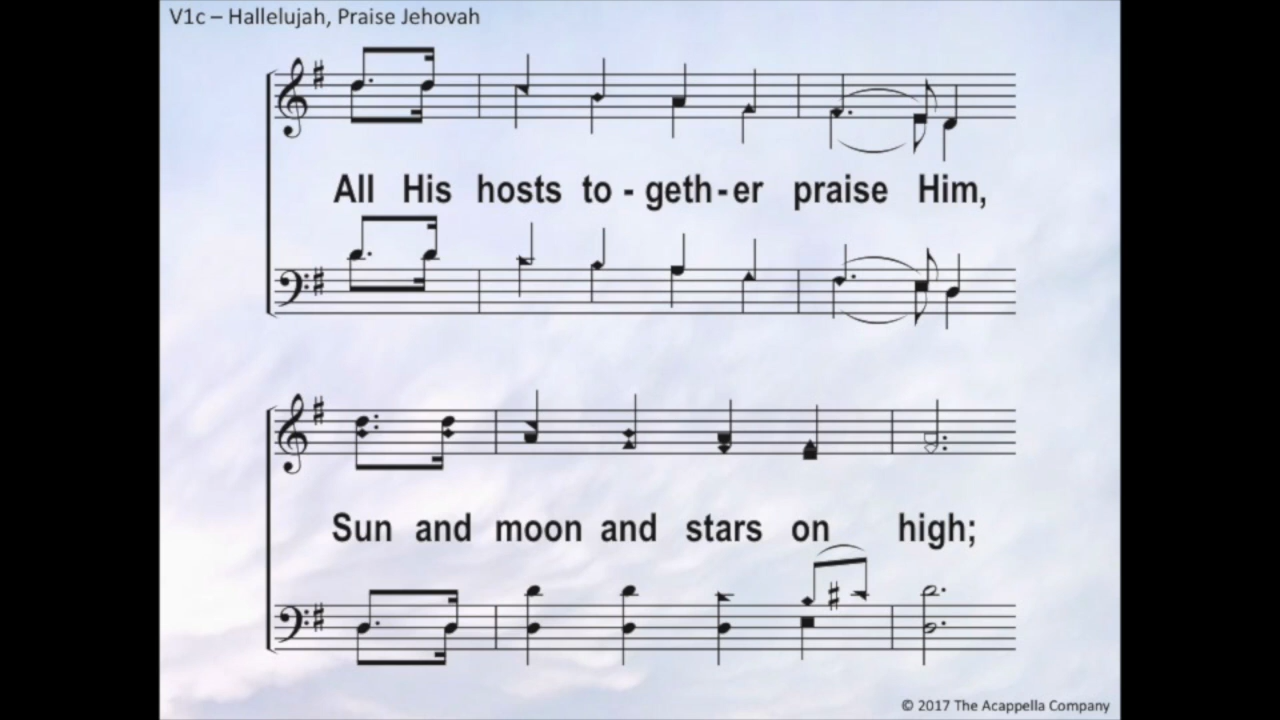 V1c – Hallelujah, Praise Jehovah
All His hosts to - geth - er praise Him,
Sun and moon and stars on high;
© 2017 The Acappella Company